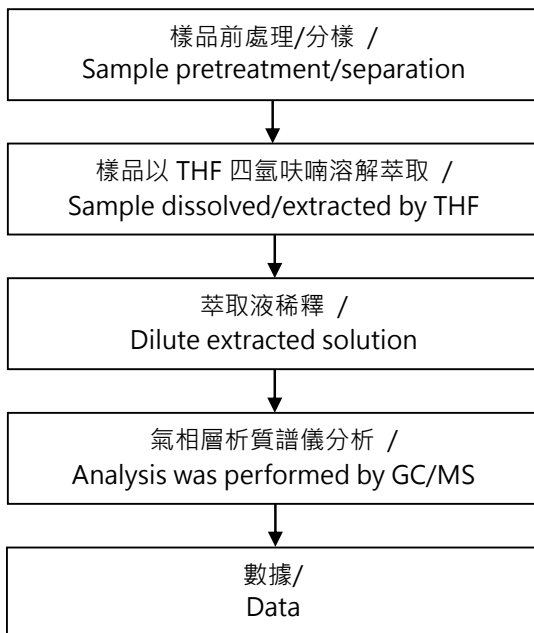 樣品前處理/分樣 /
Sample pretreatment/separation
樣品以 THF 四氫呋喃溶解萃取 /
Sample dissolved/extracted by THF
萃取液稀釋 /
Dilute extracted solution
氣相層析質譜儀分析 /
Analysis was performed by GC/MS
數據/
Data